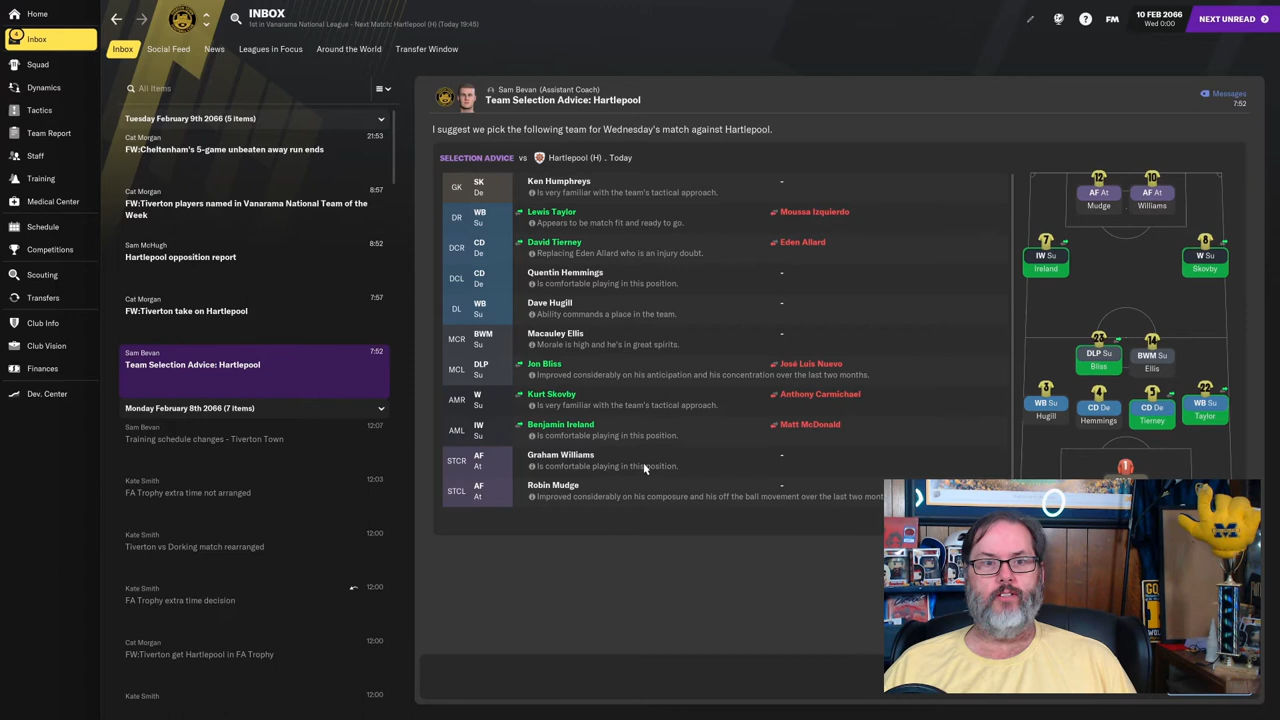 INBOX
1st in Vanarama National League - Next Match: Hartlepool (H) (Today 19:45)
10 FEB 2066
Wed 0:00
FM
NEXT UNREAD
Home
4
Inbox
Squad
Dynamics
Tactics
Team Report
Staff
Training
Medical Center
Schedule
Competitions
Scouting
Transfers
Club Info
Club Vision
Finances
Dev. Center
Inbox
Social Feed
News
Leagues in Focus
Around the World
Transfer Window
All Items
Tuesday February 9th 2066 (5 items)
Cat Morgan
21:53
FW:Cheltenham's 5-game unbeaten away run ends
Cat Morgan
8:57
FW:Tiverton players named in Vanarama National Team of the
Week
Sam McHugh
8:52
Hartlepool opposition report
Cat Morgan
7:57
FW:Tiverton take on Hartlepool
Sam Bevan
7:52
Team Selection Advice: Hartlepool
Monday February 8th 2066 (7 items)
Sam Bevan
12:07
Training schedule changes - Tiverton Town
Kate Smith
12:03
FA Trophy extra time not arranged
Kate Smith
12:00
Tiverton vs Dorking match rearranged
Kate Smith
12:00
FA Trophy extra time decision
Cat Morgan
12:00
FW:Tiverton get Hartlepool in FA Trophy
Kate Smith
12:00
Sam Bevan (Assistant Coach)
Team Selection Advice: Hartlepool
Messages
7:52
I suggest we pick the following team for Wednesday's match against Hartlepool.
SELECTION ADVICE vs Hartlepool (H) . Today
GK SK De Ken Humphreys -
Is very familiar with the team's tactical approach.
DR WB Su Lewis Taylor Moussa Izquierdo
Appears to be match fit and ready to go.
DCR CD De David Tierney Eden Allard
Replacing Eden Allard who is an injury doubt.
DCL CD De Quentin Hemmings -
Is comfortable playing in this position.
DL WB Su Dave Hugill -
Ability commands a place in the team.
MCR BWM Su Macauley Ellis -
Morale is high and he's in great spirits.
MCL DLP Su Jon Bliss José Luis Nuevo
Improved considerably on his anticipation and his concentration over the last two months.
AMR W Su Kurt Skovby Anthony Carmichael
Is very familiar with the team's tactical approach.
AML IW Su Benjamin Ireland Matt McDonald
Is comfortable playing in this position.
STCR AF At Graham Williams -
Is comfortable playing in this position.
STCL AF At Robin Mudge -
Improved considerably on his composure and his off the ball movement over the last two mon
12 10
AF At AF At
Mudge Williams
7 8
IW Su W Su
Ireland Skovby
23 14
DLP Su BWM Su
Bliss Ellis
3 4 5 22
WB Su CD De CD De WB Su
Hugill Hemmings Tierney Taylor
1